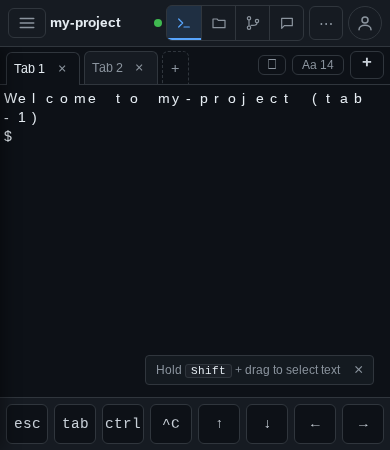 my-project
Tab 1 ×
Tab 2 ×
+
Aa 14
+
Welcome to my-project (tab
-1)
$
Hold Shift + drag to select text ×
esc tab ctrl ^C ↑ ↓ ← →